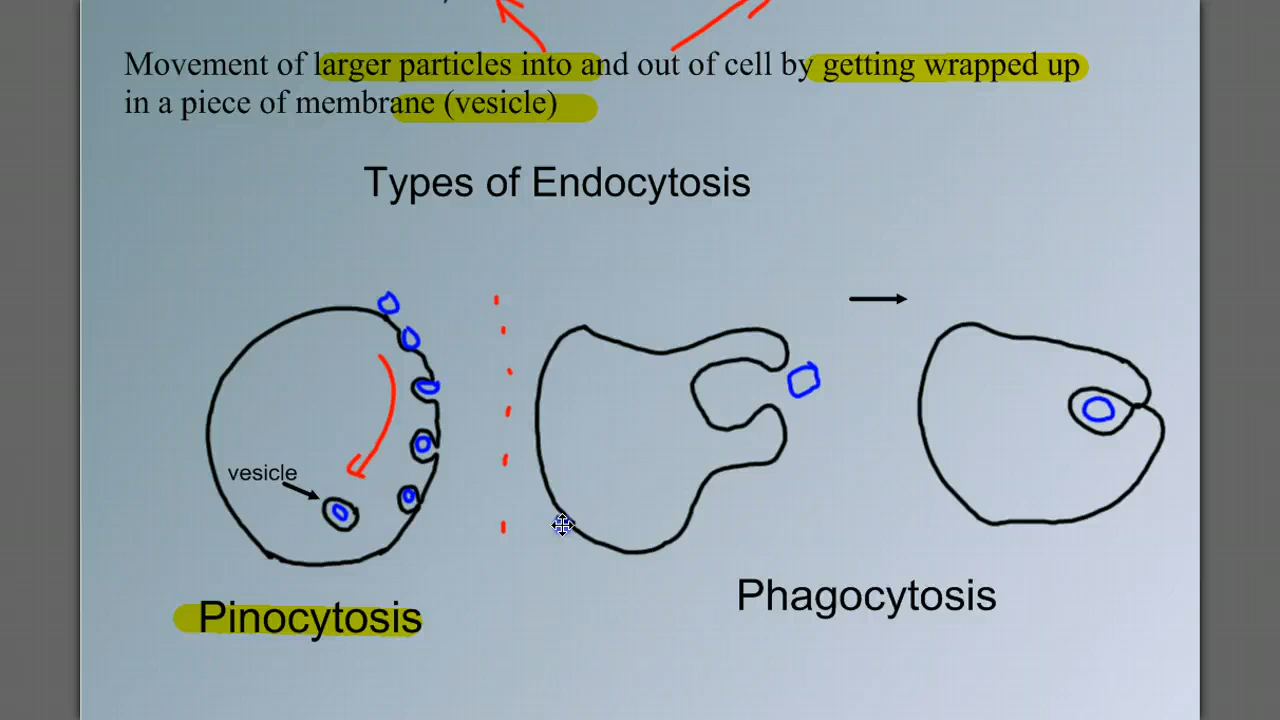 Movement of larger particles into and out of cell by getting wrapped up
in a piece of membrane (vesicle)
Types of Endocytosis
vesicle
Pinocytosis
Phagocytosis